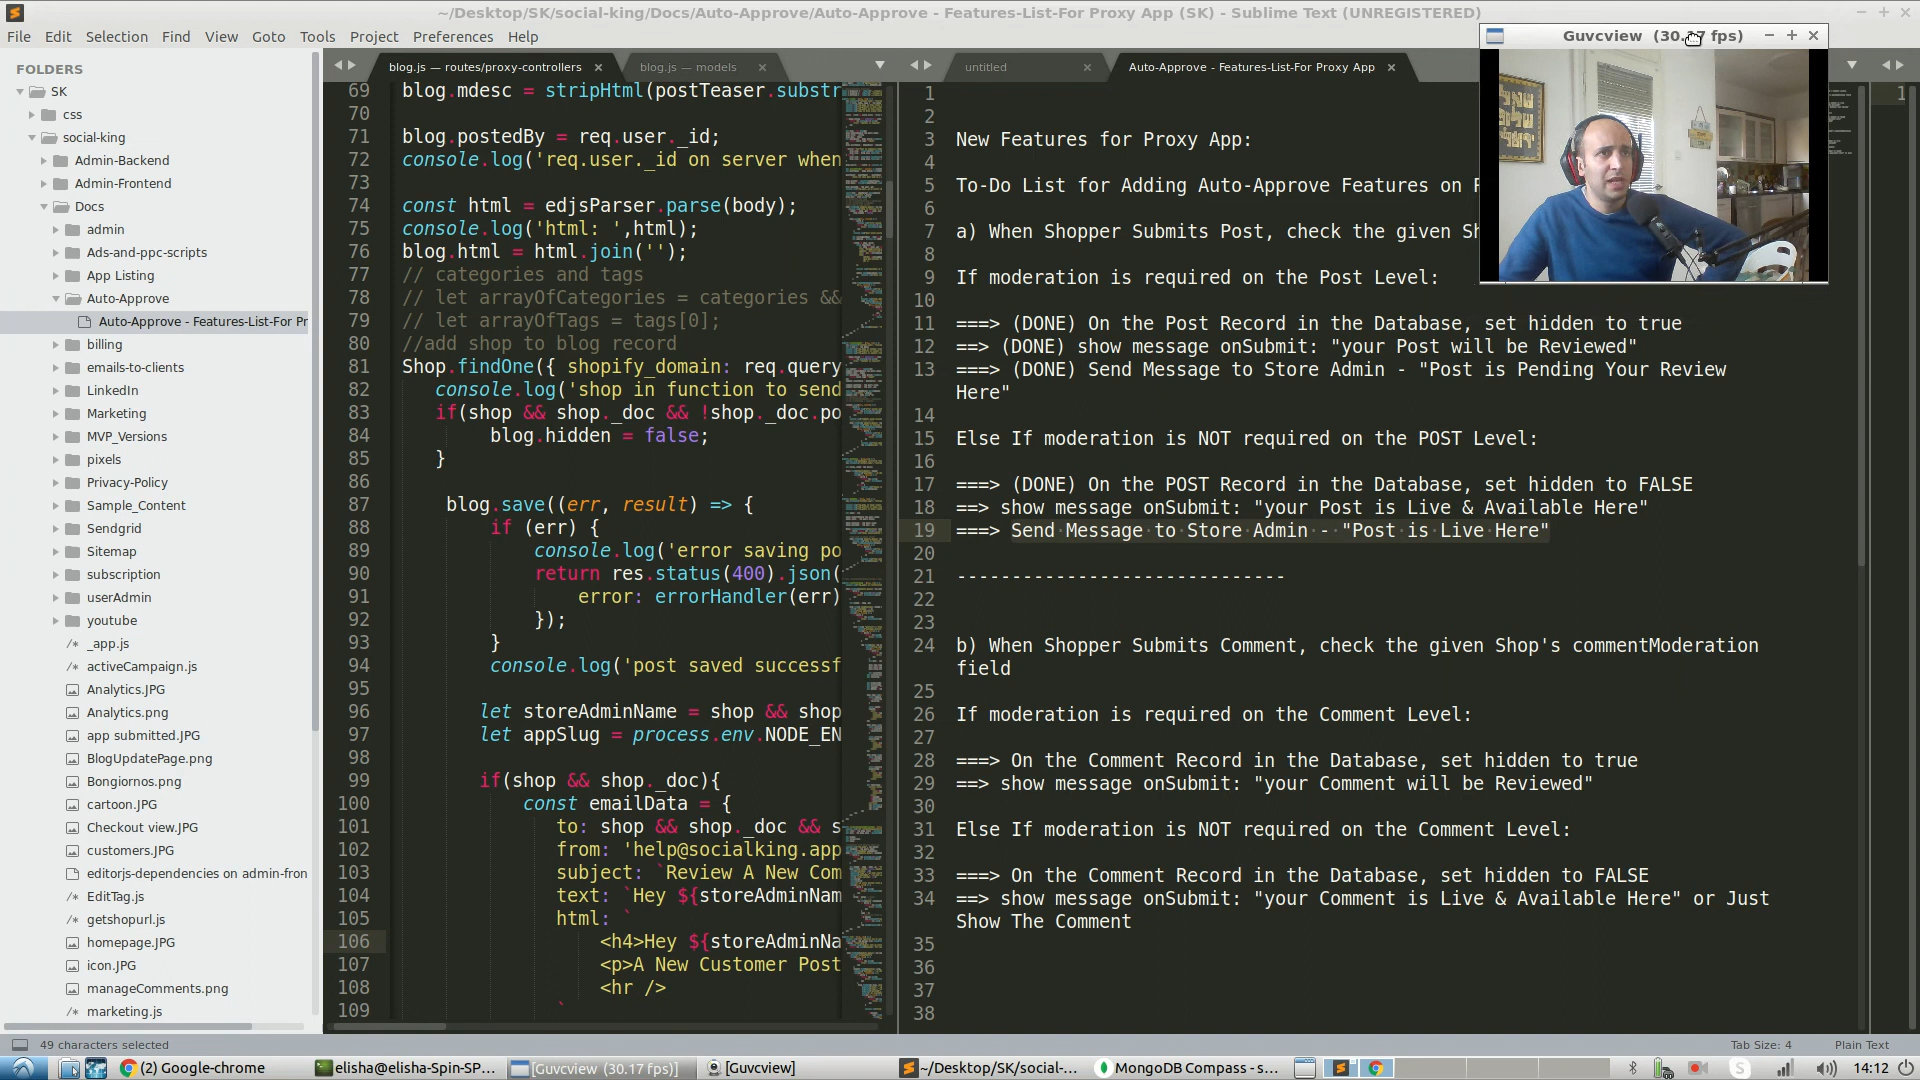 ~/Desktop/SK/social-king/Docs/Auto-Approve/Auto-Approve - Features-List-For Proxy App (SK) - Sublime Text (UNREGISTERED)
File Edit Selection Find View Goto Tools Project Preferences Help
Guvcview (30.17 fps)
FOLDERS
SK
css
social-king
Admin-Backend
Admin-Frontend
Docs
admin
Ads-and-ppc-scripts
App Listing
Auto-Approve
Auto-Approve - Features-List-For Pr
billing
emails-to-clients
LinkedIn
Marketing
MVP_Versions
pixels
Privacy-Policy
Sample_Content
Sendgrid
Sitemap
subscription
userAdmin
youtube
/* _app.js
/* activeCampaign.js
Analytics.JPG
Analytics.png
app submitted.JPG
BlogUpdatePage.png
Bongiornos.png
cartoon.JPG
Checkout view.JPG
customers.JPG
editorjs-dependencies on admin-fron
/* EditTag.js
/* getshopurl.js
homepage.JPG
icon.JPG
manageComments.png
/* marketing.js
blog.js — routes/proxy-controllers
blog.js — models
69 blog.mdesc = stripHtml(postTeaser.substr
70
71 blog.postedBy = req.user._id;
72 console.log('req.user._id on server when
73
74 const html = edjsParser.parse(body);
75 console.log('html: ',html);
76 blog.html = html.join('');
77 // categories and tags
78 // let arrayOfCategories = categories &&
79 // let arrayOfTags = tags[0];
80 //add shop to blog record
81 Shop.findOne({ shopify_domain: req.query
82 console.log('shop in function to send
83 if(shop && shop._doc && !shop._doc.po
84 blog.hidden = false;
85 }
86
87 blog.save((err, result) => {
88 if (err) {
89 console.log('error saving po
90 return res.status(400).json(
91 error: errorHandler(err)
92 });
93 }
94 console.log('post saved successf
95
96 let storeAdminName = shop && shop
97 let appSlug = process.env.NODE_EN
98
99 if(shop && shop._doc){
100 const emailData = {
101 to: shop && shop._doc && s
102 from: 'help@socialking.app
103 subject: `Review A New Com
104 text: `Hey ${storeAdminNam
105 html: `
106 <h4>Hey ${storeAdminNa
107 <p>A New Customer Post
108 <hr />
109 `
untitled
Auto-Approve - Features-List-For Proxy App
1
1
2
3 New Features for Proxy App:
4
5 To-Do List for Adding Auto-Approve Features on P
6
7 a) When Shopper Submits Post, check the given Sh
8
9 If moderation is required on the Post Level:
10
11 ===> (DONE) On the Post Record in the Database, set hidden to true
12 ==> (DONE) show message onSubmit: "your Post will be Reviewed"
13 ===> (DONE) Send Message to Store Admin - "Post is Pending Your Review
Here"
14
15 Else If moderation is NOT required on the POST Level:
16
17 ===> (DONE) On the POST Record in the Database, set hidden to FALSE
18 ==> show message onSubmit: "your Post is Live & Available Here"
19 ===> Send Message to Store Admin - "Post is Live Here"
20
21 ------------------------------
22
23
24 b) When Shopper Submits Comment, check the given Shop's commentModeration
field
25
26 If moderation is required on the Comment Level:
27
28 ===> On the Comment Record in the Database, set hidden to true
29 ==> show message onSubmit: "your Comment will be Reviewed"
30
31 Else If moderation is NOT required on the Comment Level:
32
33 ===> On the Comment Record in the Database, set hidden to FALSE
34 ==> show message onSubmit: "your Comment is Live & Available Here" or Just
Show The Comment
35
36
37
38
49 characters selected
Tab Size: 4 Plain Text
(2) Google-chrome
elisha@elisha-Spin-SP...
[Guvcview (30.17 fps)]
[Guvcview]
~/Desktop/SK/social-...
MongoDB Compass - s...
14:12